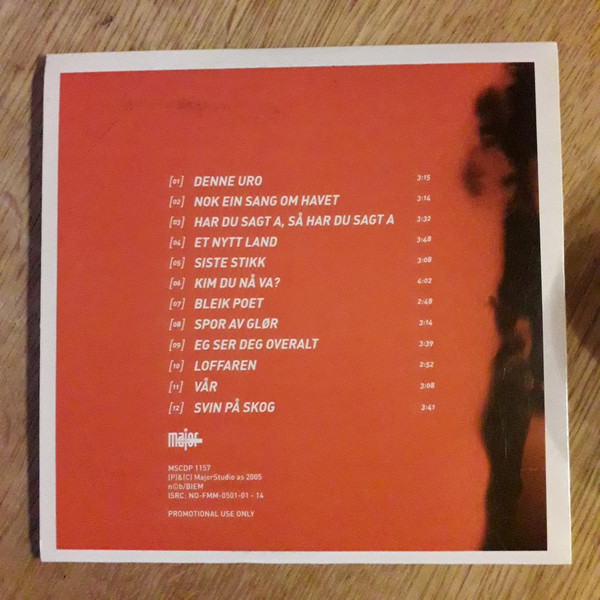 [01] DENNE URO 3:15
[02] NOK EIN SANG OM HAVET 3:14
[03] HAR DU SAGT A, SÅ HAR DU SAGT A 3:32
[04] ET NYTT LAND 3:48
[05] SISTE STIKK 3:08
[06] KIM DU NÅ VA? 4:02
[07] BLEIK POET 2:48
[08] SPOR AV GLØR 3:14
[09] EG SER DEG OVERALT 3:39
[10] LOFFAREN 2:52
[11] VÅR 3:08
[12] SVIN PÅ SKOG 3:41
major
MSCDP 1157
(P)&(C) MajorStudio as 2005
n©b/BIEM
ISRC: NO-FMM-0501-01 - 14
PROMOTIONAL USE ONLY